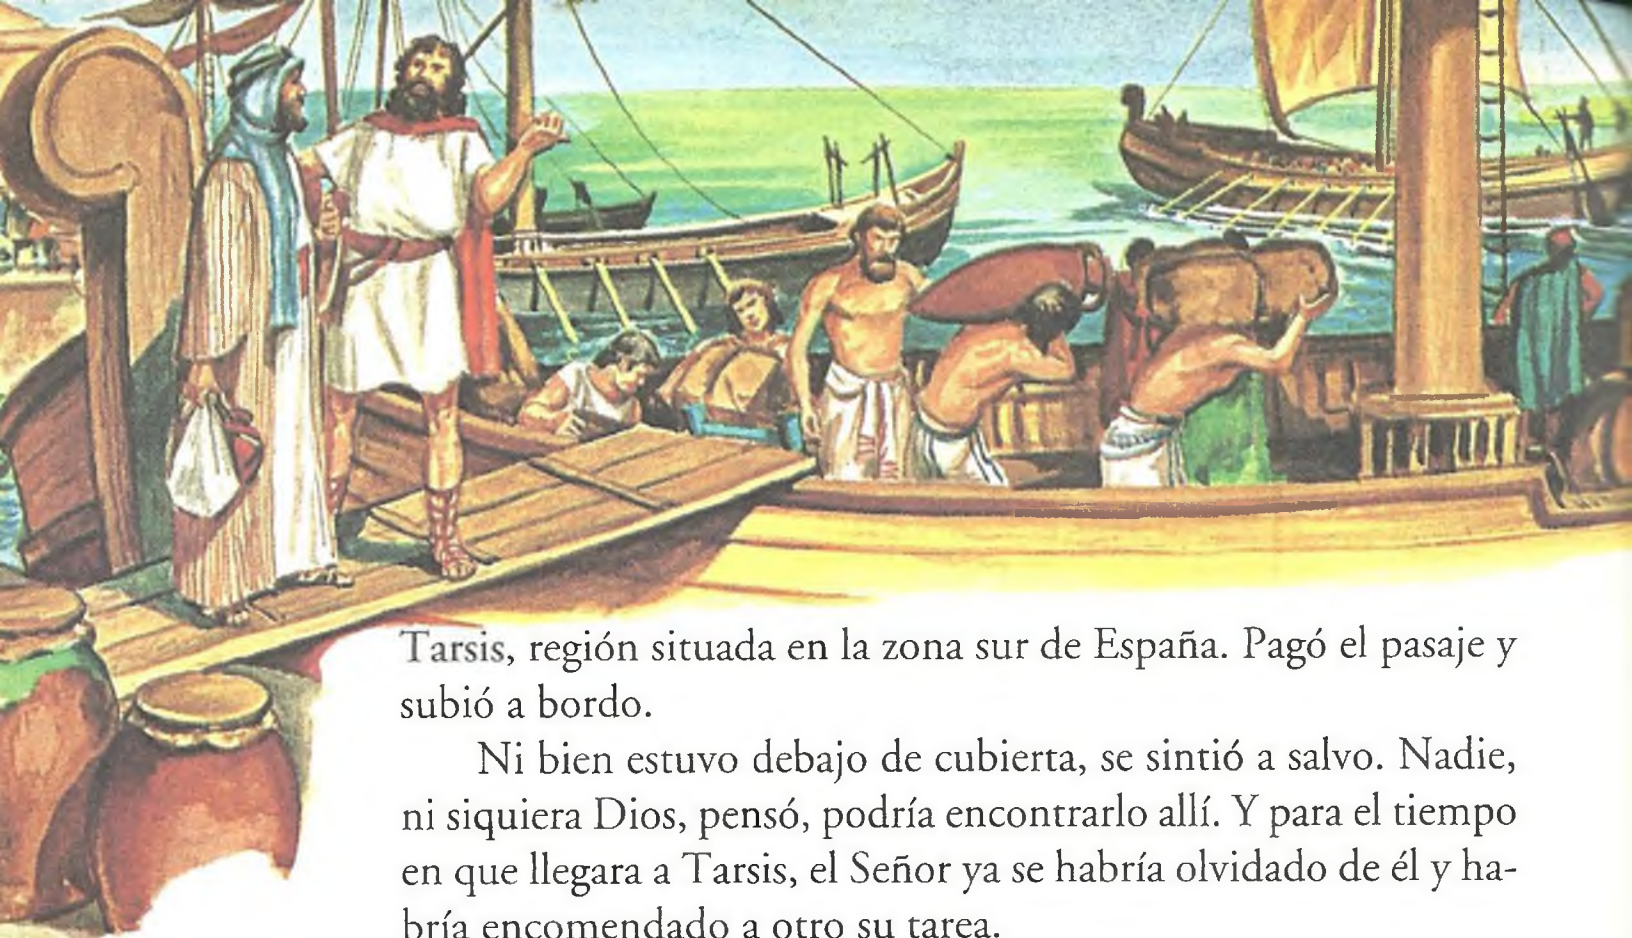 Tarsis, región situada en la zona sur de España. Pagó el pasaje y
subió a bordo.
Ni bien estuvo debajo de cubierta, se sintió a salvo. Nadie,
ni siquiera Dios, pensó, podría encontrarlo allí. Y para el tiempo
en que llegara a Tarsis, el Señor ya se habría olvidado de él y ha-
bría encomendado a otro su tarea.